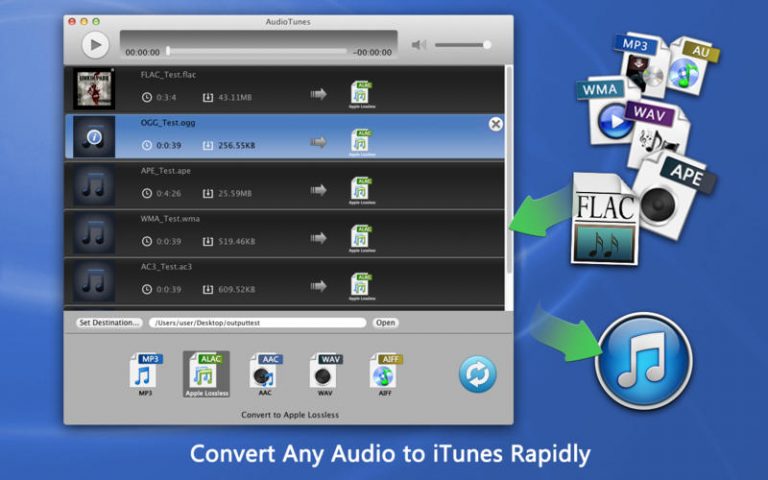 AudioTunes
00:00:00
-00:00:00
FLAC_Test.flac
0:3:4
43.11MB
ALAC
Apple Lossless
OGG_Test.ogg
0:0:39
256.55KB
ALAC
Apple Lossless
APE_Test.ape
0:4:26
25.59MB
ALAC
Apple Lossless
WMA_Test.wma
0:0:39
519.46KB
ALAC
Apple Lossless
AC3_Test.ac3
0:0:39
609.52KB
ALAC
Apple Lossless
Set Destination...
/Users/user/Desktop/outputtest
Open
MP3
ALAC
AAC
WAV
AIFF
MP3
Apple Lossless
AAC
WAV
AIFF
Convert to Apple Lossless
MP3
AU
WMA
WAV
APE
FLAC
Convert Any Audio to iTunes Rapidly